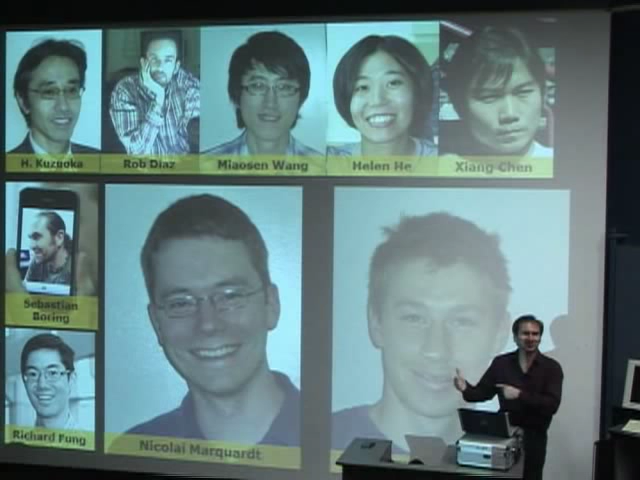 H. Kuzuoka
Rob Diaz
Miaosen Wang
Helen He
Xiang Chen
Sebastian
Boring
Richard Fung
Nicolai Marquardt